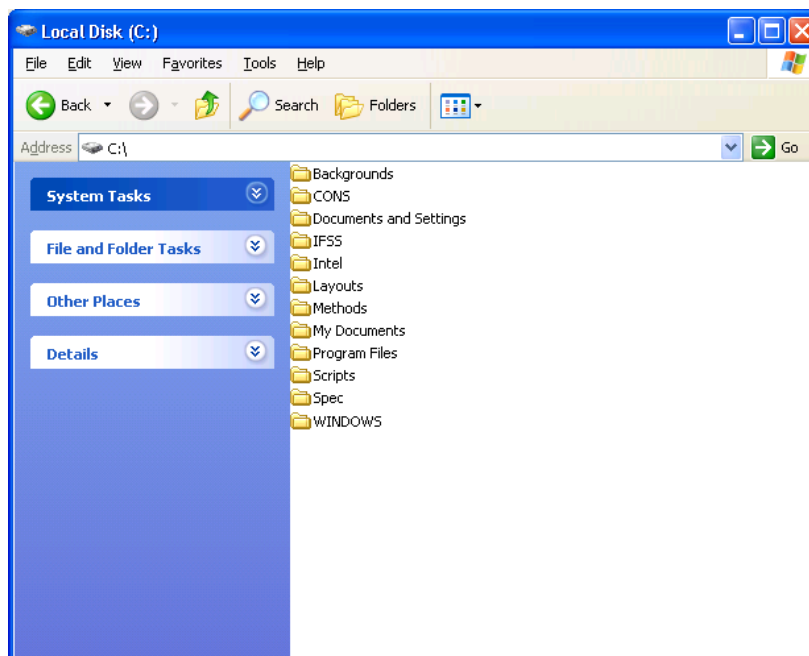 Local Disk (C:)
File Edit View Favorites Tools Help
Back Search Folders
Address C:\ Go
System Tasks
File and Folder Tasks
Other Places
Details
Backgrounds
CONS
Documents and Settings
IFSS
Intel
Layouts
Methods
My Documents
Program Files
Scripts
Spec
WINDOWS